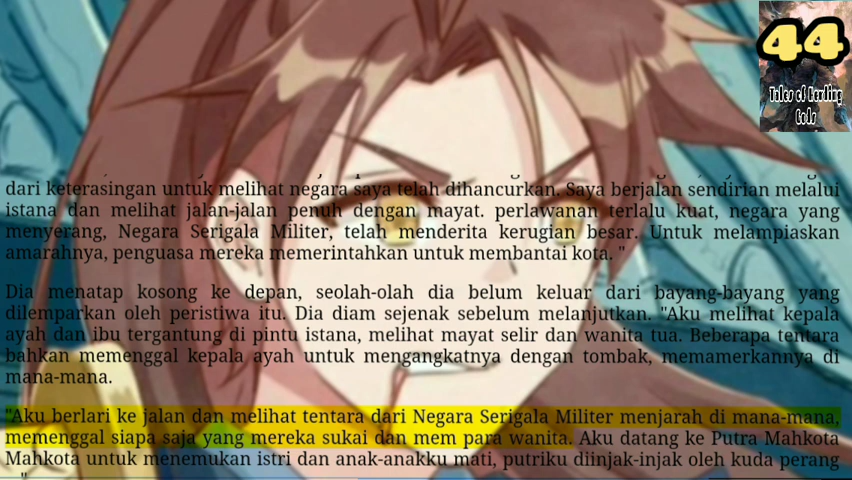 44
Tales of Herding
Gods
dari keterasingan untuk melihat negara saya telah dihancurkan. Saya berjalan sendirian melalui
istana dan melihat jalan-jalan penuh dengan mayat. perlawanan terlalu kuat, negara yang
menyerang, Negara Serigala Militer, telah menderita kerugian besar. Untuk melampiaskan
amarahnya, penguasa mereka memerintahkan untuk membantai kota. "
Dia menatap kosong ke depan, seolah-olah dia belum keluar dari bayang-bayang yang
dilemparkan oleh peristiwa itu. Dia diam sejenak sebelum melanjutkan. "Aku melihat kepala
ayah dan ibu tergantung di pintu istana, melihat mayat selir dan wanita tua. Beberapa tentara
bahkan memenggal kepala ayah untuk mengangkatnya dengan tombak, memamerkannya di
mana-mana.
"Aku berlari ke jalan dan melihat tentara dari Negara Serigala Militer menjarah di mana-mana,
memenggal siapa saja yang mereka sukai dan mem para wanita. Aku datang ke Putra Mahkota
Mahkota untuk menemukan istri dan anak-anakku mati, putriku diinjak-injak oleh kuda perang
..."